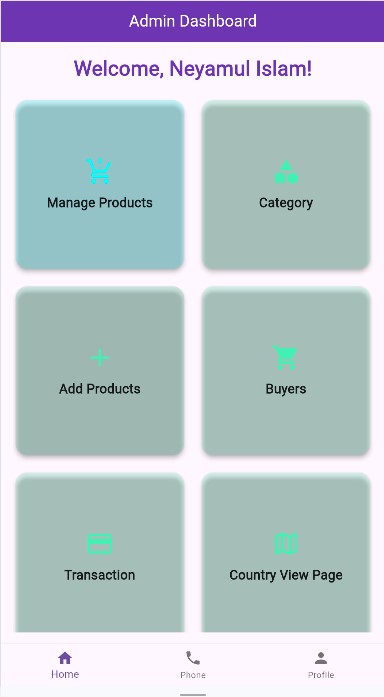 Admin Dashboard
Welcome, Neyamul Islam!
Manage Products
Category
Add Products
Buyers
Transaction
Country View Page
Home
Phone
Profile